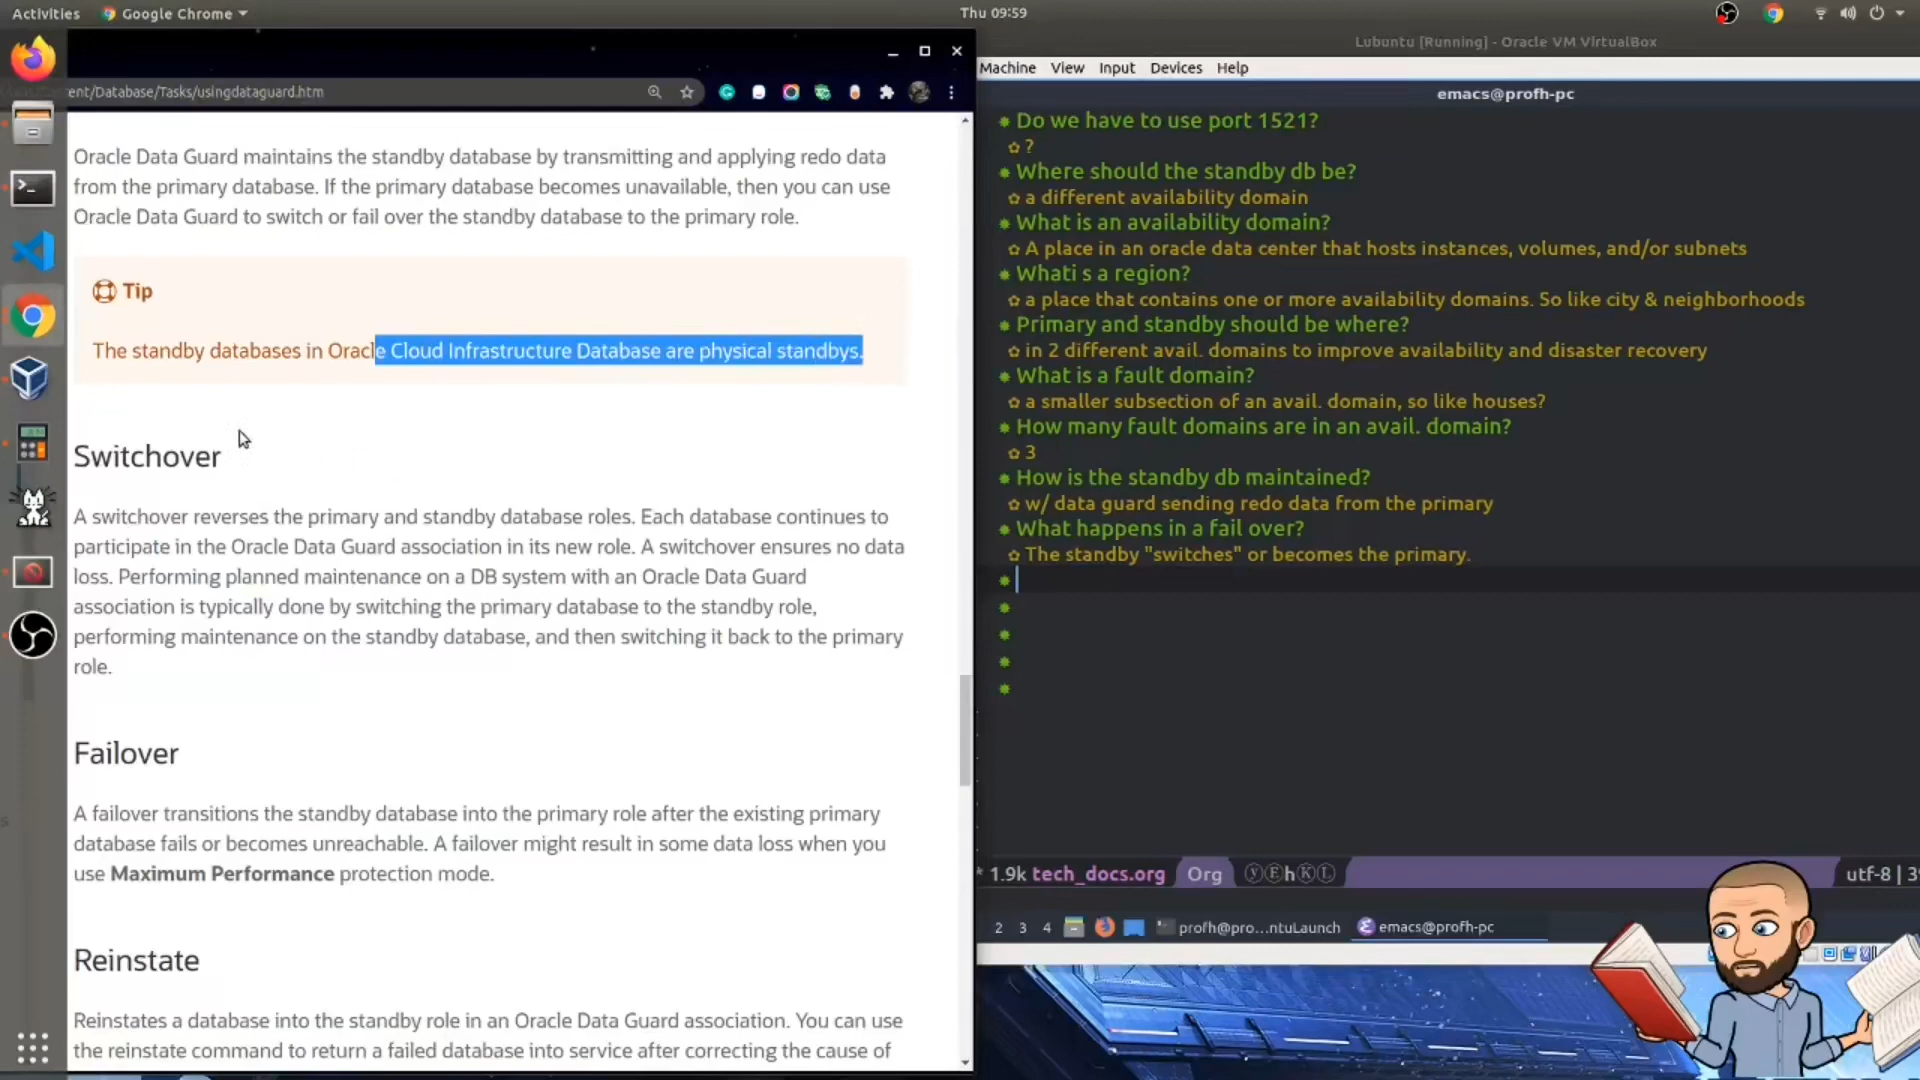 Activities
Google Chrome
Thu 09:59
Lubuntu [Running] - Oracle VM VirtualBox
ent/Database/Tasks/usingdataguard.htm
Oracle Data Guard maintains the standby database by transmitting and applying redo data
from the primary database. If the primary database becomes unavailable, then you can use
Oracle Data Guard to switch or fail over the standby database to the primary role.
Tip
The standby databases in Oracle Cloud Infrastructure Database are physical standbys.
Switchover
A switchover reverses the primary and standby database roles. Each database continues to
participate in the Oracle Data Guard association in its new role. A switchover ensures no data
loss. Performing planned maintenance on a DB system with an Oracle Data Guard
association is typically done by switching the primary database to the standby role,
performing maintenance on the standby database, and then switching it back to the primary
role.
Failover
A failover transitions the standby database into the primary role after the existing primary
database fails or becomes unreachable. A failover might result in some data loss when you
use Maximum Performance protection mode.
Reinstate
Reinstates a database into the standby role in an Oracle Data Guard association. You can use
the reinstate command to return a failed database into service after correcting the cause of
Machine View Input Devices Help
emacs@profh-pc
Do we have to use port 1521?
?
Where should the standby db be?
a different availability domain
What is an availability domain?
A place in an oracle data center that hosts instances, volumes, and/or subnets
Whati s a region?
a place that contains one or more availability domains. So like city & neighborhoods
Primary and standby should be where?
in 2 different avail. domains to improve availability and disaster recovery
What is a fault domain?
a smaller subsection of an avail. domain, so like houses?
How many fault domains are in an avail. domain?
3
How is the standby db maintained?
w/ data guard sending redo data from the primary
What happens in a fail over?
The standby "switches" or becomes the primary.
* 1.9k tech_docs.org Org ⓨⒺhⓀⓁ utf-8 | 3
2 3 4 profh@pro...ntuLaunch emacs@profh-pc